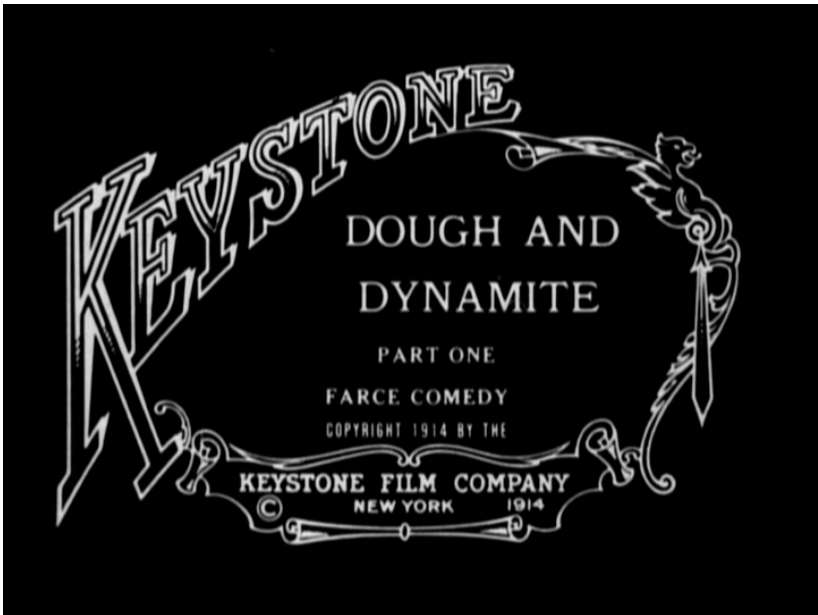 KEYSTONE
DOUGH AND
DYNAMITE
PART ONE
FARCE COMEDY
COPYRIGHT 1914 BY THE
KEYSTONE FILM COMPANY
© NEW YORK 1914